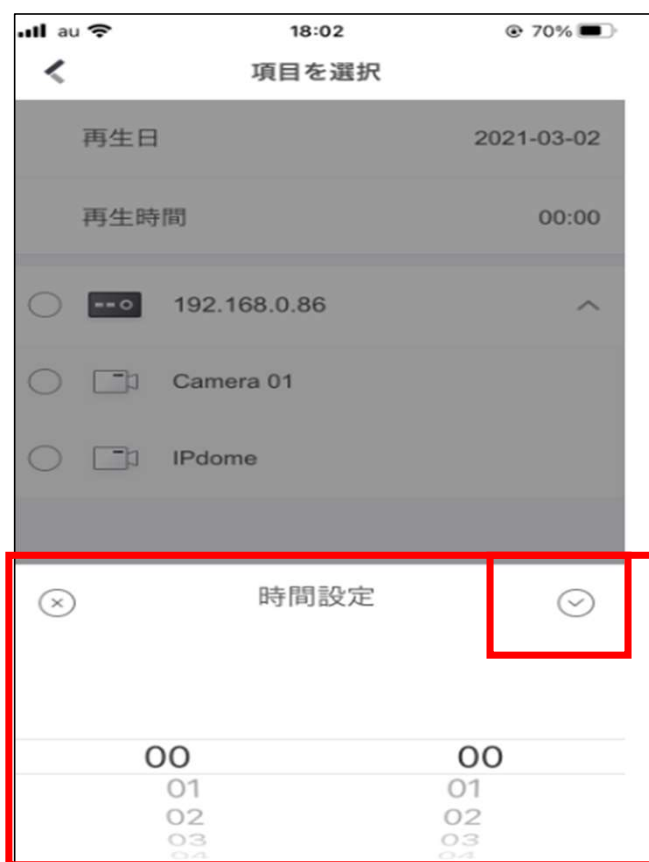 au 18:02 70%
項目を選択
再生日 2021-03-02
再生時間 00:00
192.168.0.86
Camera 01
IPdome
時間設定
00 00
01 01
02 02
03 03
04 04